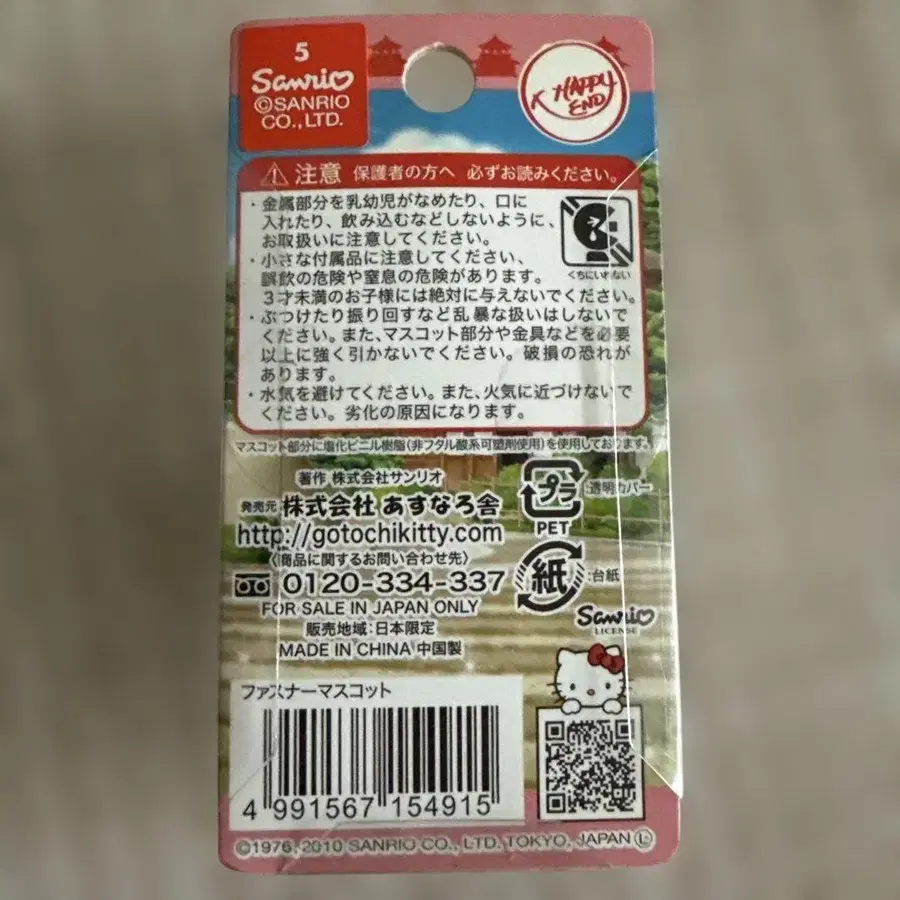 5
Sanrio
©SANRIO
CO., LTD.
HAPPY
END
注意 保護者の方へ 必ずお読みください。
・金属部分を乳幼児がなめたり、口に
入れたり、飲み込むなどしないように、
お取扱いに注意してください。
・小さな付属品に注意してください、
誤飲の危険や窒息の危険があります。
3才未満のお子様には絶対に与えないでください。
くちにいれない
・ぶつけたり振り回すなど乱暴な扱いはしないで
ください。また、マスコット部分や金具などを必要
以上に強く引かないでください。破損の恐れが
あります。
・水気を避けてください。また、火気に近づけないで
ください。劣化の原因になります。
マスコット部分に塩化ビニル樹脂(非フタル酸系可塑剤使用)を使用しております。
著作 株式会社サンリオ
発売元 株式会社 あすなろ舎
http://gotochikitty.com
〈商品に関するお問い合わせ先〉
0120-334-337
FOR SALE IN JAPAN ONLY
販売地域:日本限定
MADE IN CHINA 中国製
プラ :透明カバー
PET
紙 :台紙
Sanrio
LICENSE
ファスナーマスコット
4 991567 154915
©1976, 2010 SANRIO CO., LTD. TOKYO, JAPAN Ⓛ